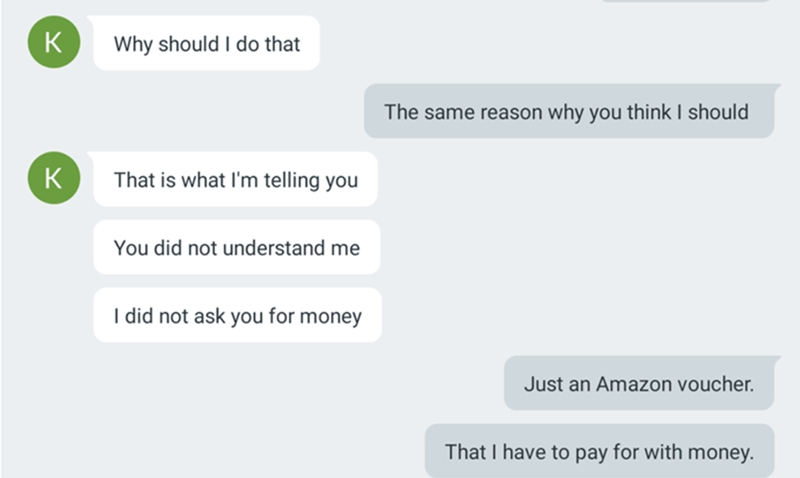 K
Why should I do that
The same reason why you think I should
K
That is what I'm telling you
You did not understand me
I did not ask you for money
Just an Amazon voucher.
That I have to pay for with money.